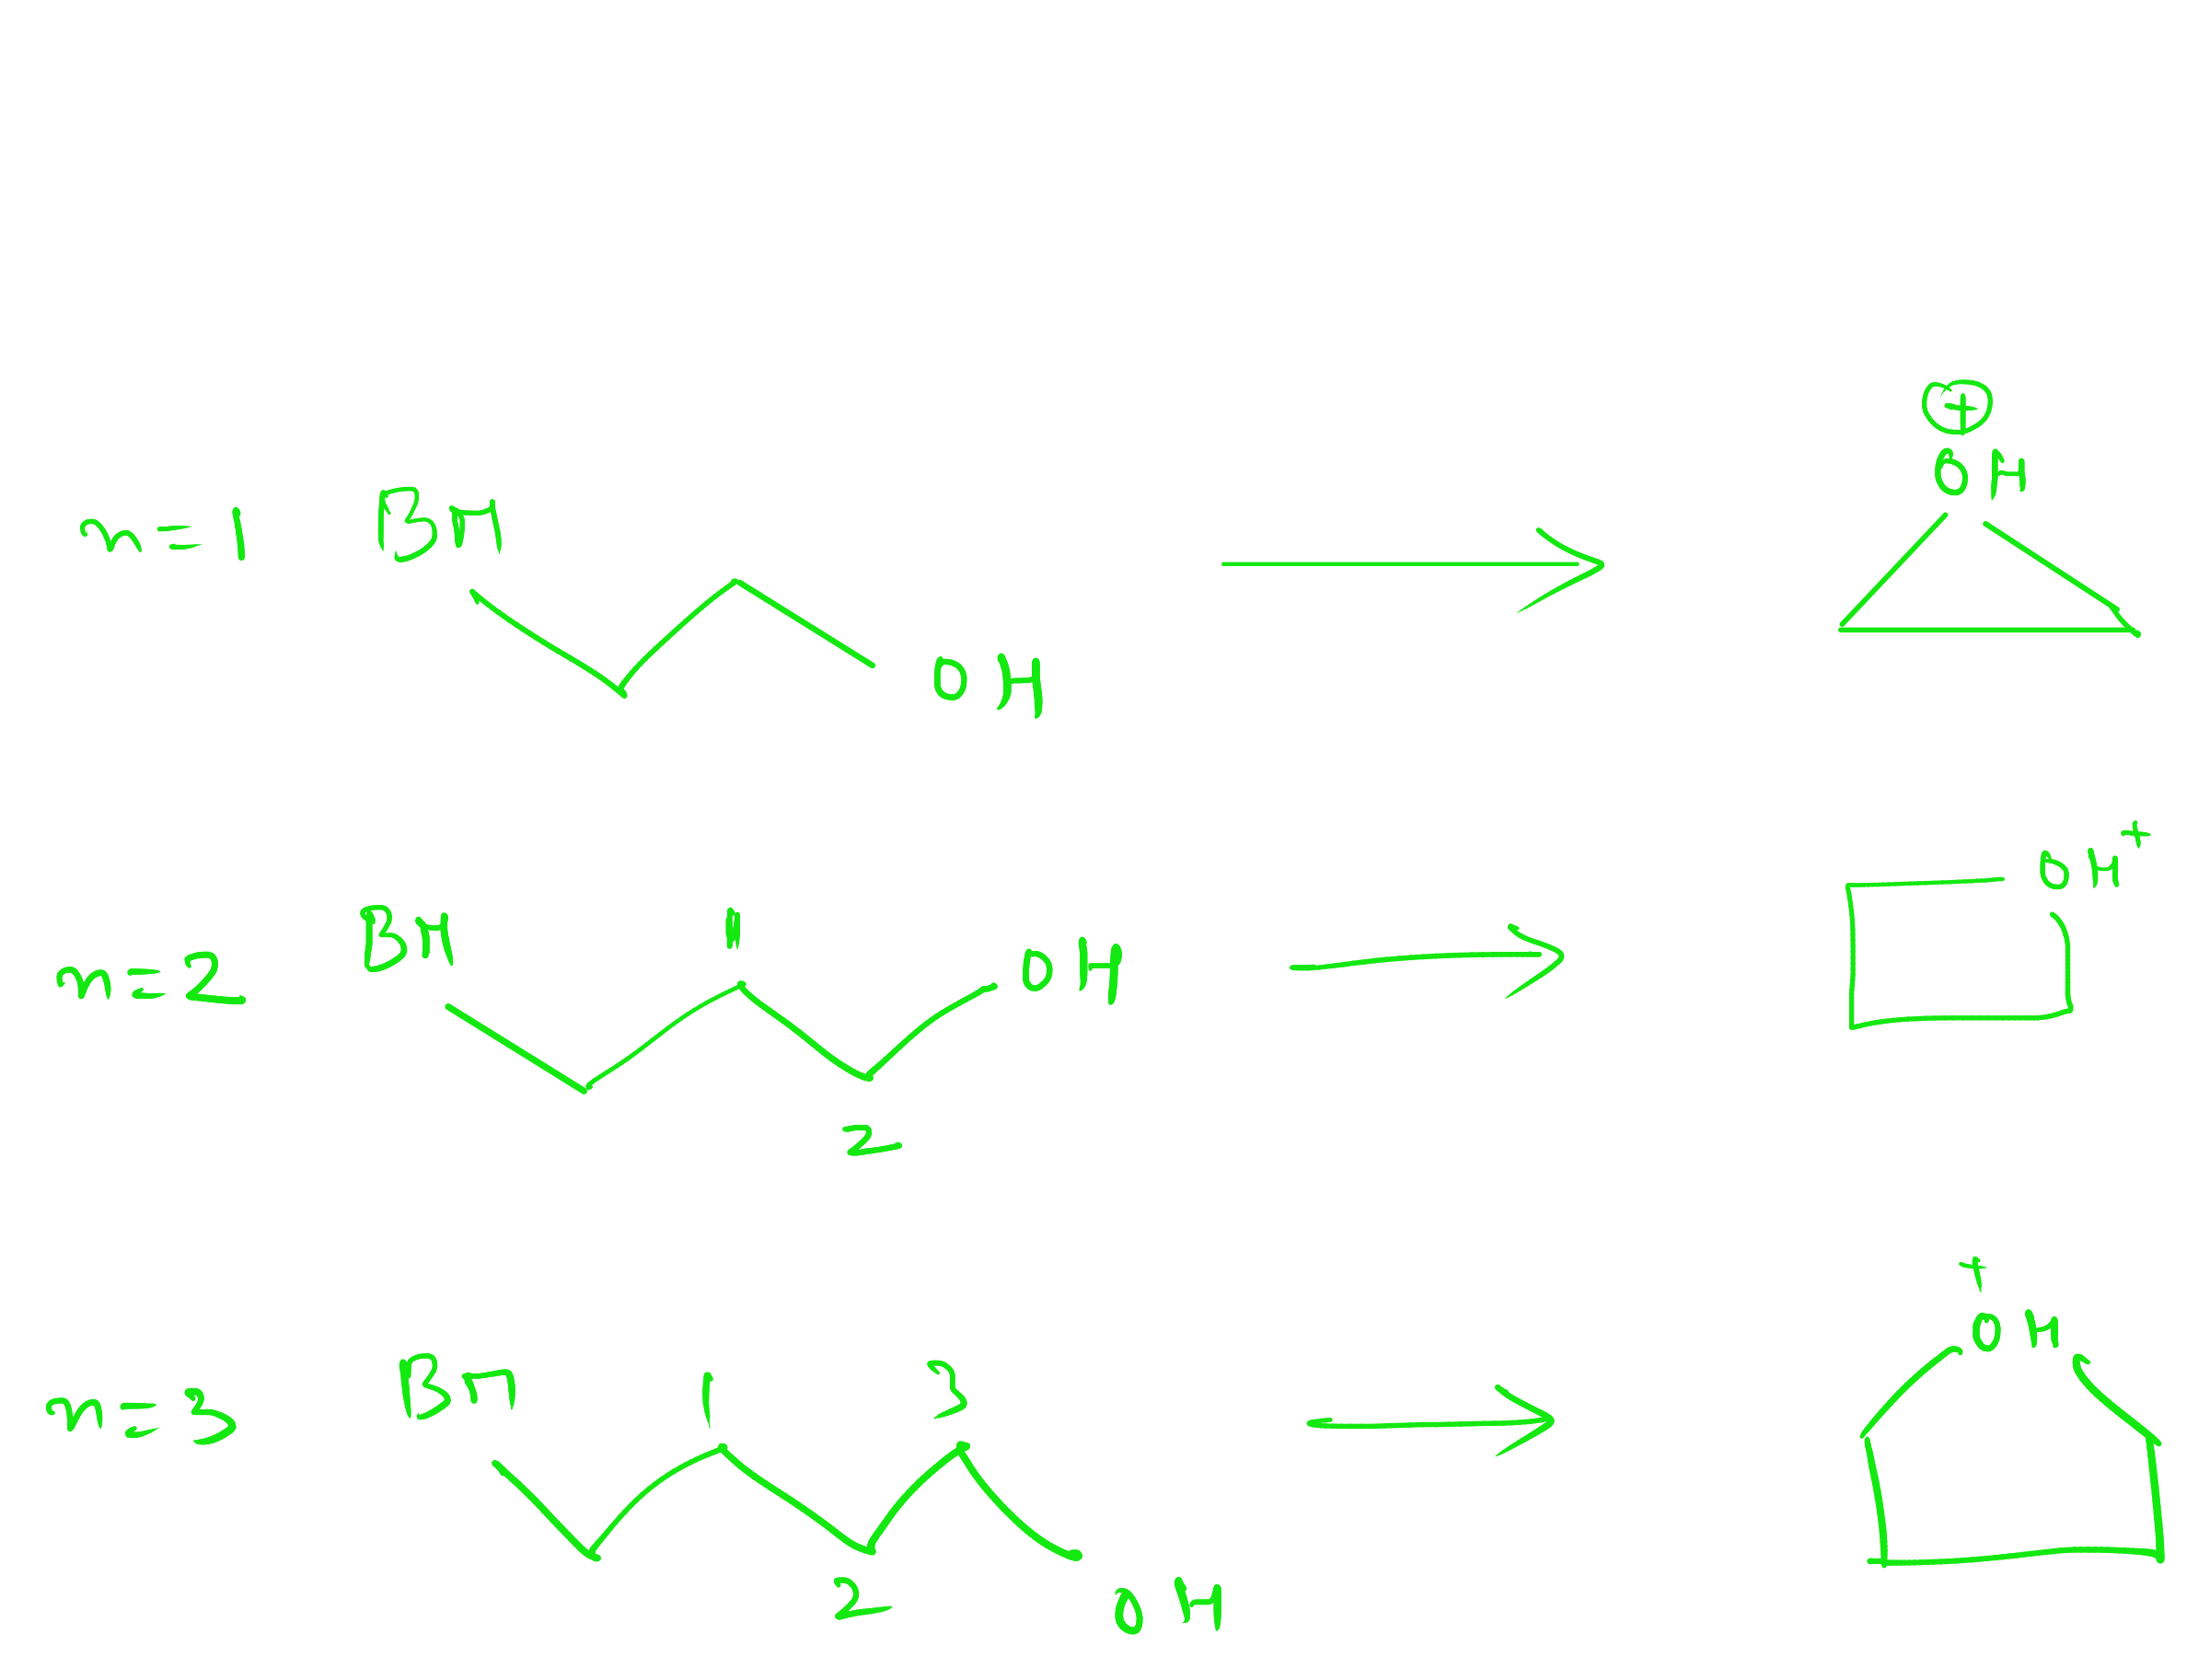 ⊕
n=1 Br OH OH
n=2 Br 1 2 OH OH+
+
n=3 Br 1 2 3 OH OH